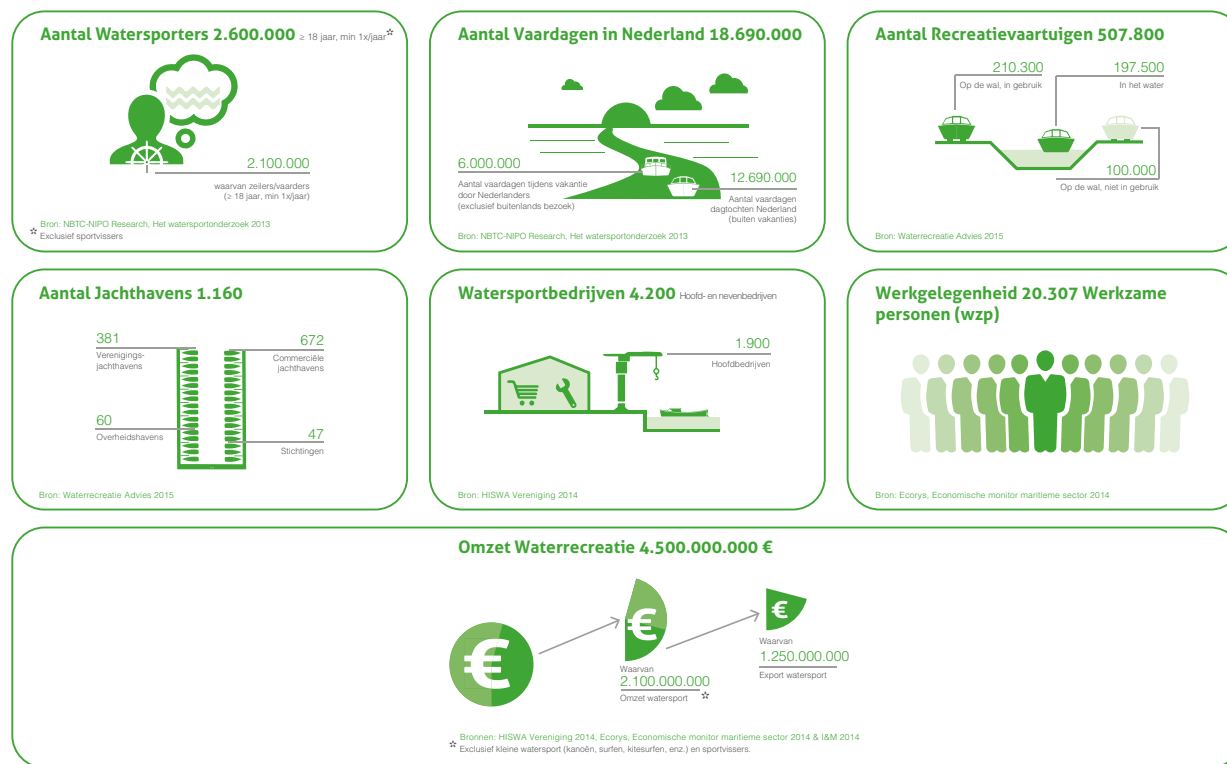 Aantal Watersporters 2.600.000 ≥ 18 jaar, min 1x/jaar☆
2.100.000
waarvan zeilers/vaarders
(≥ 18 jaar, min 1x/jaar)
Bron: NBTC-NIPO Research, Het watersportonderzoek 2013
☆ Exclusief sportvissers
Aantal Vaardagen in Nederland 18.690.000
6.000.000
Aantal vaardagen tijdens vakantie
door Nederlanders
(exclusief buitenlands bezoek)
12.690.000
Aantal vaardagen
dagtochten Nederland
(buiten vakanties)
Bron: NBTC-NIPO Research, Het watersportonderzoek 2013
Aantal Recreatievaartuigen 507.800
210.300
Op de wal, in gebruik
197.500
In het water
100.000
Op de wal, niet in gebruik
Bron: Waterrecreatie Advies 2015
Aantal Jachthavens 1.160
381
Verenigings-
jachthavens
672
Commerciële
jachthavens
60
Overheidshavens
47
Stichtingen
Bron: Waterrecreatie Advies 2015
Watersportbedrijven 4.200 Hoofd- en nevenbedrijven
1.900
Hoofdbedrijven
Bron: HISWA Vereniging 2014
Werkgelegenheid 20.307 Werkzame
personen (wzp)
Bron: Ecorys, Economische monitor maritieme sector 2014
Omzet Waterrecreatie 4.500.000.000 €
€
€
Waarvan
2.100.000.000
Omzet watersport ☆
€
Waarvan
1.250.000.000
Export watersport
Bronnen: HISWA Vereniging 2014, Ecorys, Economische monitor maritieme sector 2014 & I&M 2014
☆ Exclusief kleine watersport (kanoën, surfen, kitesurfen, enz.) en sportvissers.